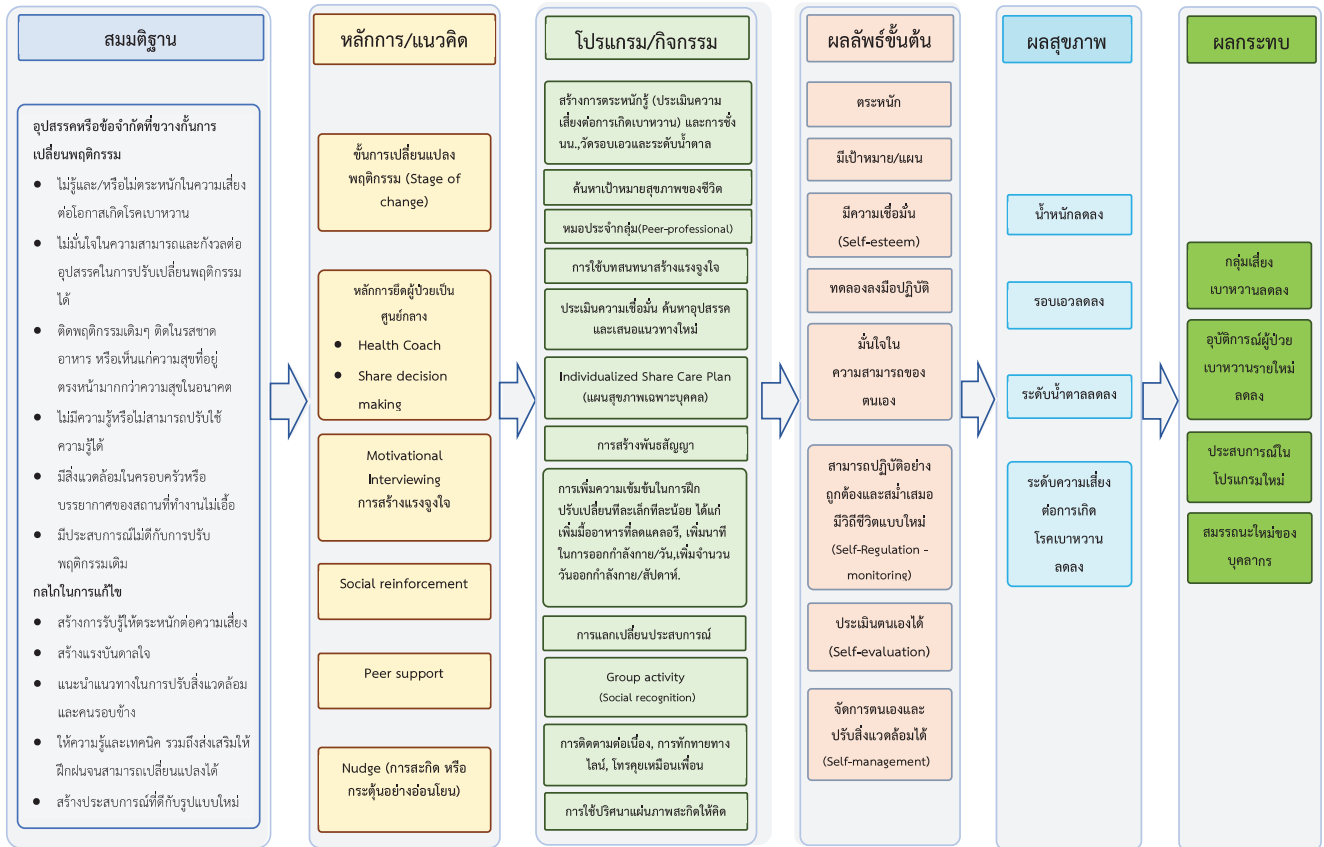 สมมติฐาน
อุปสรรคหรือข้อจำกัดที่ขวางกั้นการ
เปลี่ยนพฤติกรรม
● ไม่รู้และ/หรือไม่ตระหนักในความเสี่ยง
ต่อโอกาสเกิดโรคเบาหวาน
● ไม่มั่นใจในความสามารถและกังวลต่อ
อุปสรรคในการปรับเปลี่ยนพฤติกรรม
ได้
● ติดพฤติกรรมเดิมๆ ติดในรสชาด
อาหาร หรือเห็นแก่ความสุขที่อยู่
ตรงหน้ามากกว่าความสุขในอนาคต
● ไม่มีความรู้หรือไม่สามารถปรับใช้
ความรู้ได้
● มีสิ่งแวดล้อมในครอบครัวหรือ
บรรยากาศของสถานที่ทำงานไม่เอื้อ
● มีประสบการณ์ไม่ดีกับการปรับ
พฤติกรรมเดิม
กลไกในการแก้ไข
● สร้างการรับรู้ให้ตระหนักต่อความเสี่ยง
● สร้างแรงบันดาลใจ
● แนะนำแนวทางในการปรับสิ่งแวดล้อม
และคนรอบข้าง
● ให้ความรู้และเทคนิค รวมถึงส่งเสริมให้
ฝึกฝนจนสามารถเปลี่ยนแปลงได้
● สร้างประสบการณ์ที่ดีกับรูปแบบใหม่
หลักการ/แนวคิด
ขั้นการเปลี่ยนแปลง
พฤติกรรม (Stage of
change)
หลักการยึดผู้ป่วยเป็น
ศูนย์กลาง
● Health Coach
● Share decision
making
Motivational
Interviewing
การสร้างแรงจูงใจ
Social reinforcement
Peer support
Nudge (การสะกิด หรือ
กระตุ้นอย่างอ่อนโยน)
โปรแกรม/กิจกรรม
สร้างการตระหนักรู้ (ประเมินความ
เสี่ยงต่อการเกิดเบาหวาน) และการชั่ง
นน.,วัดรอบเอวและระดับน้ำตาล
ค้นหาเป้าหมายสุขภาพของชีวิต
หมอประจำกลุ่ม(Peer-professional)
การใช้บทสนทนาสร้างแรงจูงใจ
ประเมินความเชื่อมั่น ค้นหาอุปสรรค
และเสนอแนวทางใหม่
Individualized Share Care Plan
(แผนสุขภาพเฉพาะบุคคล)
การสร้างพันธสัญญา
การเพิ่มความเข้มข้นในการฝึก
ปรับเปลี่ยนทีละเล็กทีละน้อย ได้แก่
เพิ่มมื้ออาหารที่ลดแคลอรี, เพิ่มนาที
ในการออกกำลังกาย/วัน,เพิ่มจำนวน
วันออกกำลังกาย/สัปดาห์.
การแลกเปลี่ยนประสบการณ์
Group activity
(Social recognition)
การติดตามต่อเนื่อง, การทักทายทาง
ไลน์, โทรคุยเหมือนเพื่อน
การใช้ปริศนาแผ่นภาพสะกิดให้คิด
ผลลัพธ์ขั้นต้น
ตระหนัก
มีเป้าหมาย/แผน
มีความเชื่อมั่น
(Self-esteem)
ทดลองลงมือปฏิบัติ
มั่นใจใน
ความสามารถของ
ตนเอง
สามารถปฏิบัติอย่าง
ถูกต้องและสม่ำเสมอ
มีวิถีชีวิตแบบใหม่
(Self-Regulation -
monitoring)
ประเมินตนเองได้
(Self-evaluation)
จัดการตนเองและ
ปรับสิ่งแวดล้อมได้
(Self-management)
ผลสุขภาพ
น้ำหนักลดลง
รอบเอวลดลง
ระดับน้ำตาลลดลง
ระดับความเสี่ยง
ต่อการเกิด
โรคเบาหวาน
ลดลง
ผลกระทบ
กลุ่มเสี่ยง
เบาหวานลดลง
อุบัติการณ์ผู้ป่วย
เบาหวานรายใหม่
ลดลง
ประสบการณ์ใน
โปรแกรมใหม่
สมรรถนะใหม่ของ
บุคลากร